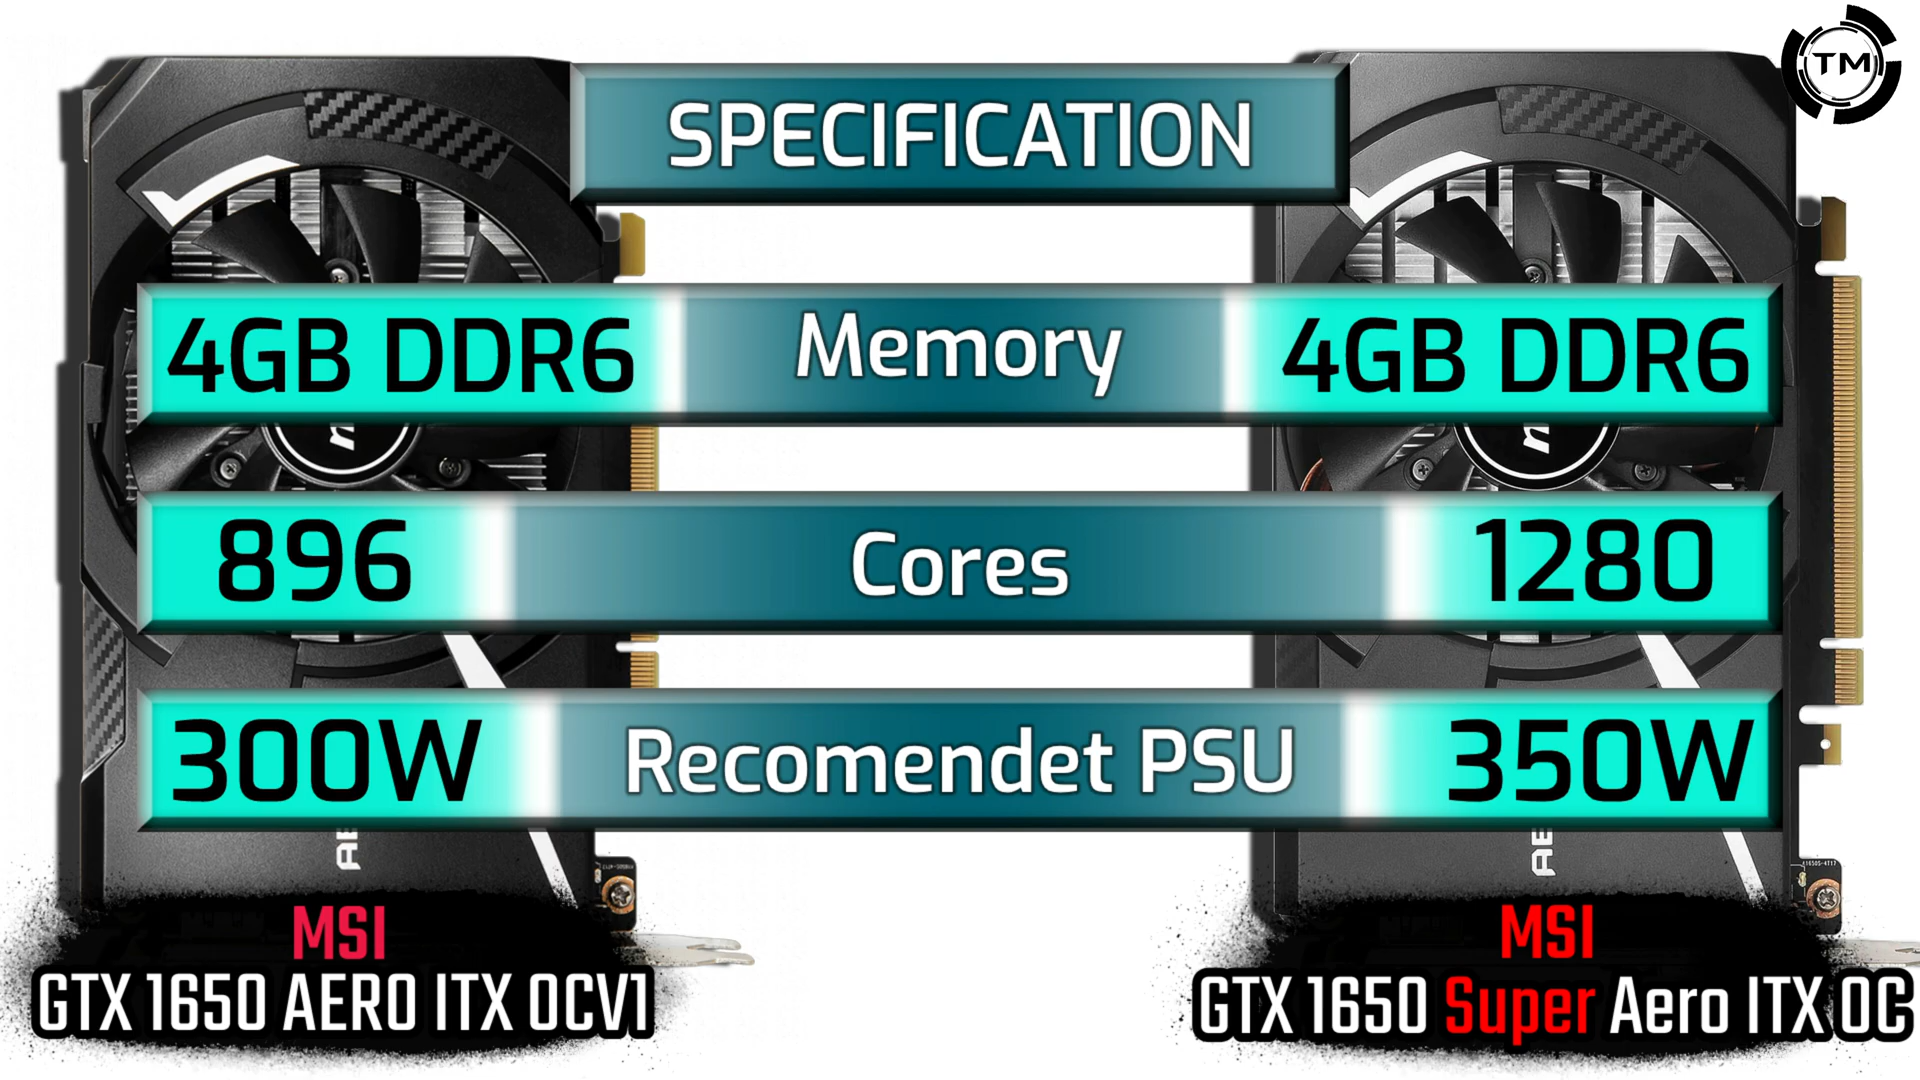 TM
SPECIFICATION
4GB DDR6 Memory 4GB DDR6
896 Cores 1280
300W Recomendet PSU 350W
MSI
GTX 1650 AERO ITX OCV1
MSI
GTX 1650 Super Aero ITX OC